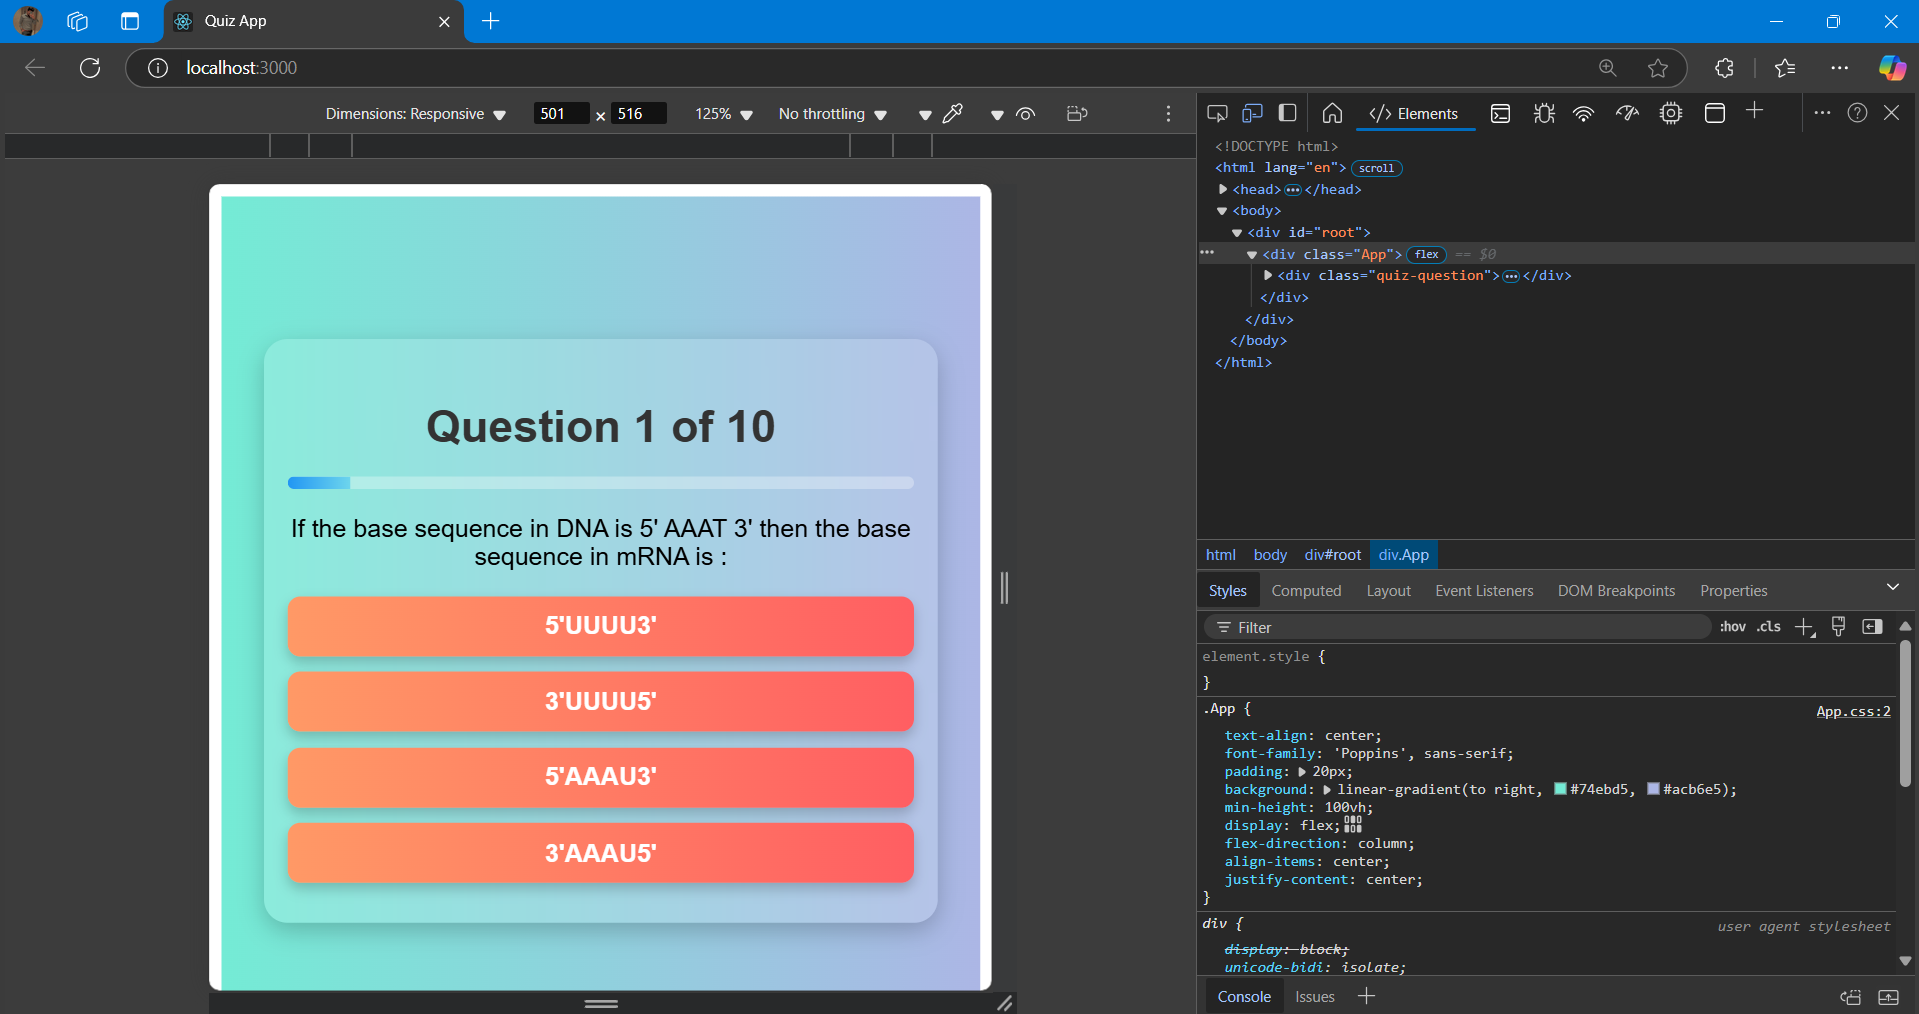 Quiz App
localhost:3000
Dimensions: Responsive 501 × 516 125% No throttling
Elements
<!DOCTYPE html>
<html lang="en"> scroll
<head> ••• </head>
<body>
<div id="root">
<div class="App"> flex == $0
<div class="quiz-question"> ••• </div>
</div>
</div>
</body>
</html>
Question 1 of 10
If the base sequence in DNA is 5' AAAT 3' then the base
sequence in mRNA is :
5'UUUU3'
3'UUUU5'
5'AAAU3'
3'AAAU5'
html body div#root div.App
Styles Computed Layout Event Listeners DOM Breakpoints Properties
Filter :hov .cls
element.style {
}
.App { App.css:2
text-align: center;
font-family: 'Poppins', sans-serif;
padding: 20px;
background: linear-gradient(to right, #74ebd5, #acb6e5);
min-height: 100vh;
display: flex;
flex-direction: column;
align-items: center;
justify-content: center;
}
div { user agent stylesheet
display: block;
unicode-bidi: isolate;
Console Issues